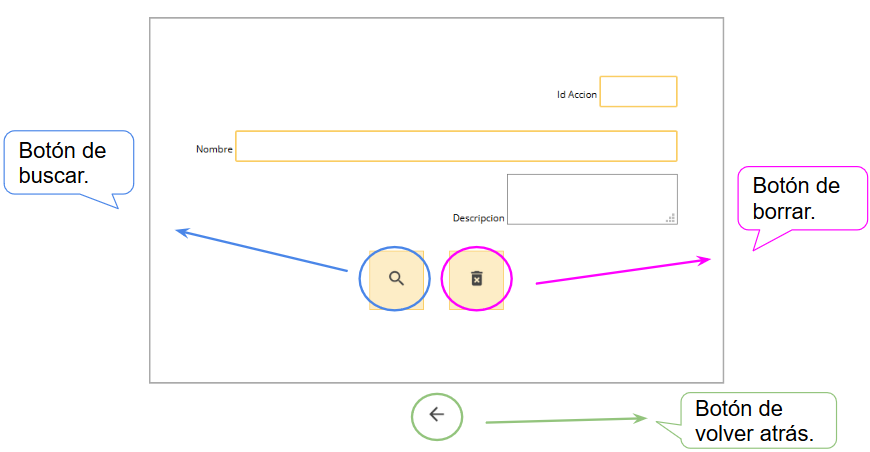 Id Accion
Nombre
Botón de
buscar.
Descripcion
Botón de
borrar.
Botón de
volver atrás.